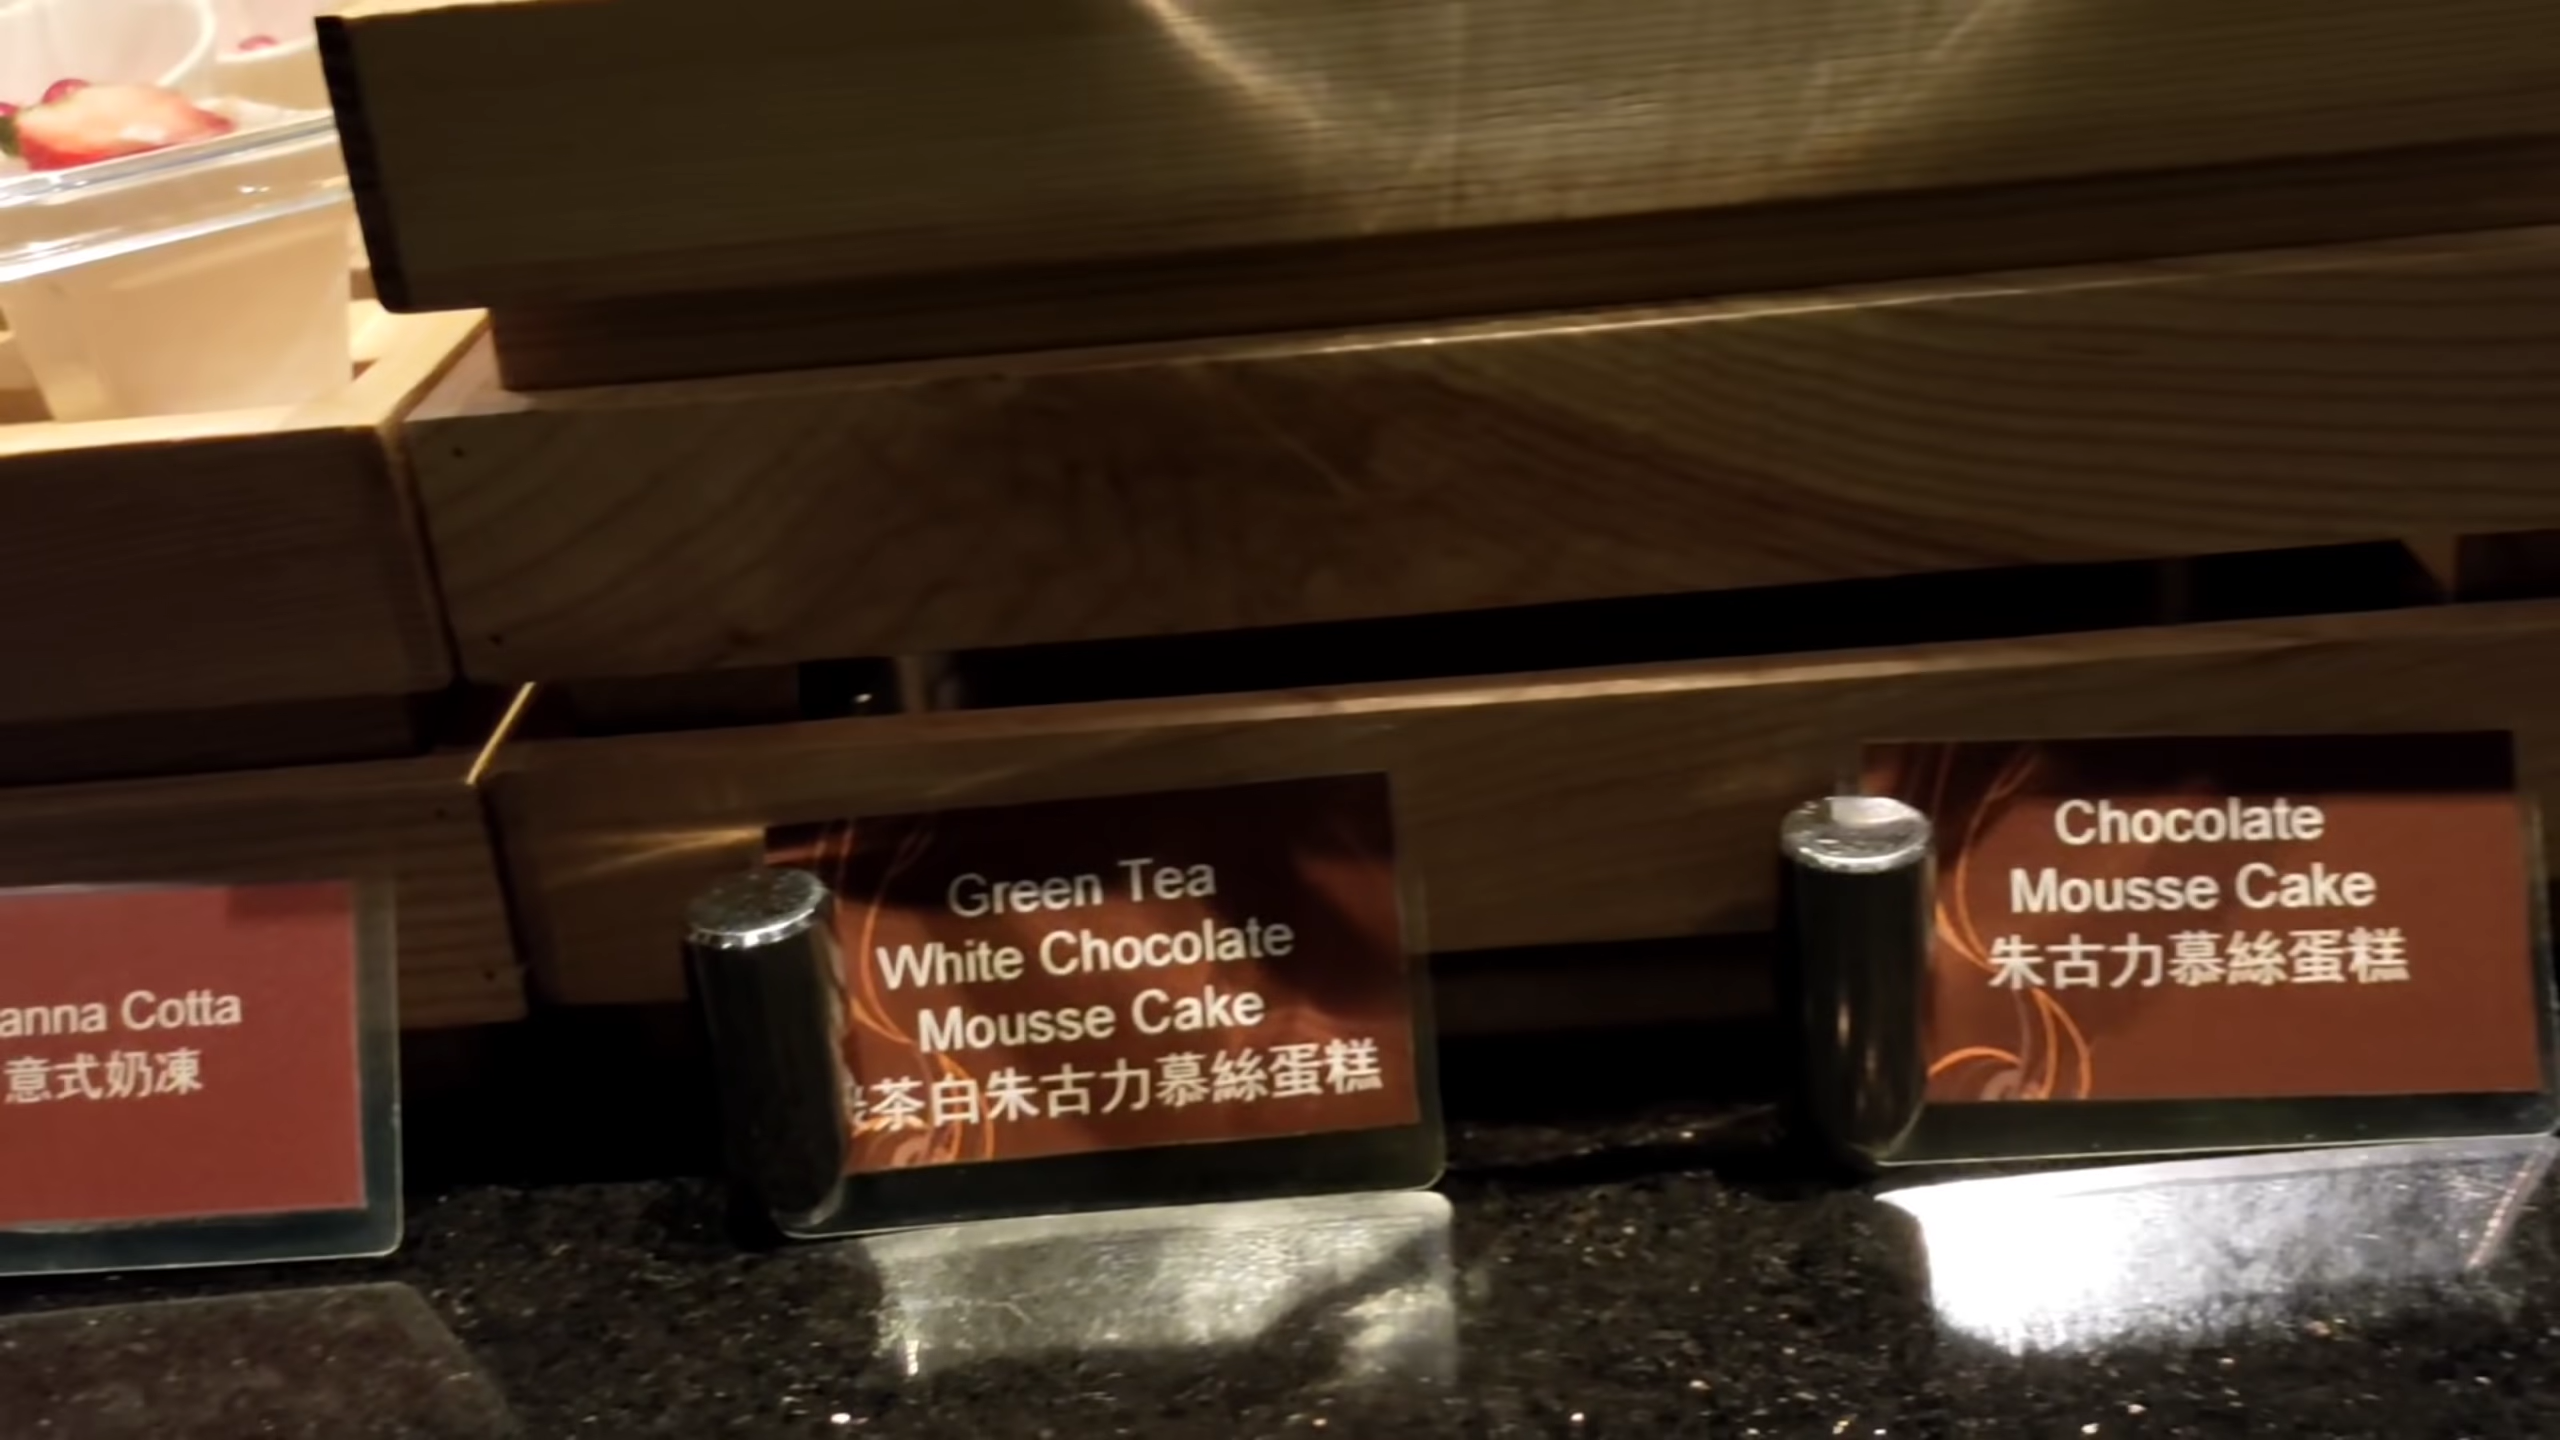 Cotta
意式奶凍
Green Tea
White Chocolate
Mousse Cake
茶白朱古力慕絲蛋糕
Chocolate
Mousse Cake
朱古力慕絲蛋糕